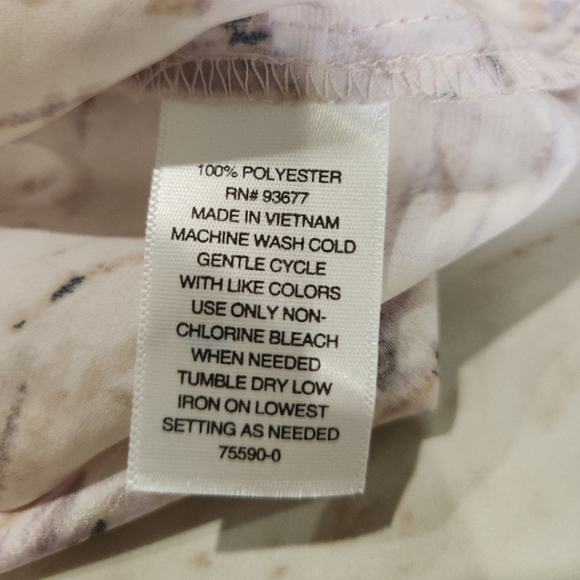 100% POLYESTER
RN# 93677
MADE IN VIETNAM
MACHINE WASH COLD
GENTLE CYCLE
WITH LIKE COLORS
USE ONLY NON-
CHLORINE BLEACH
WHEN NEEDED
TUMBLE DRY LOW
IRON ON LOWEST
SETTING AS NEEDED
75590-0